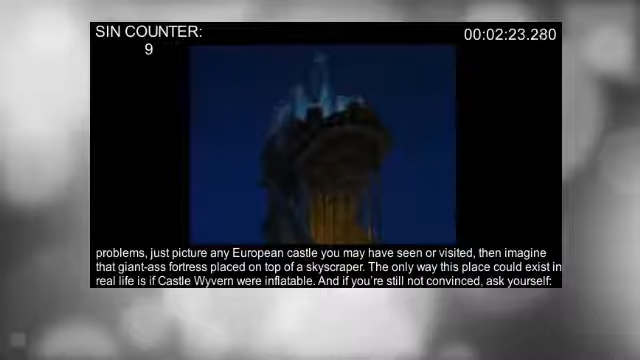 SIN COUNTER:
00:02:23.280
9
problems, just picture any European castle you may have seen or visited, then imagine
that giant-ass fortress placed on top of a skyscraper. The only way this place could exist in
real life is if Castle Wyvern were inflatable. And if you're still not convinced, ask yourself: